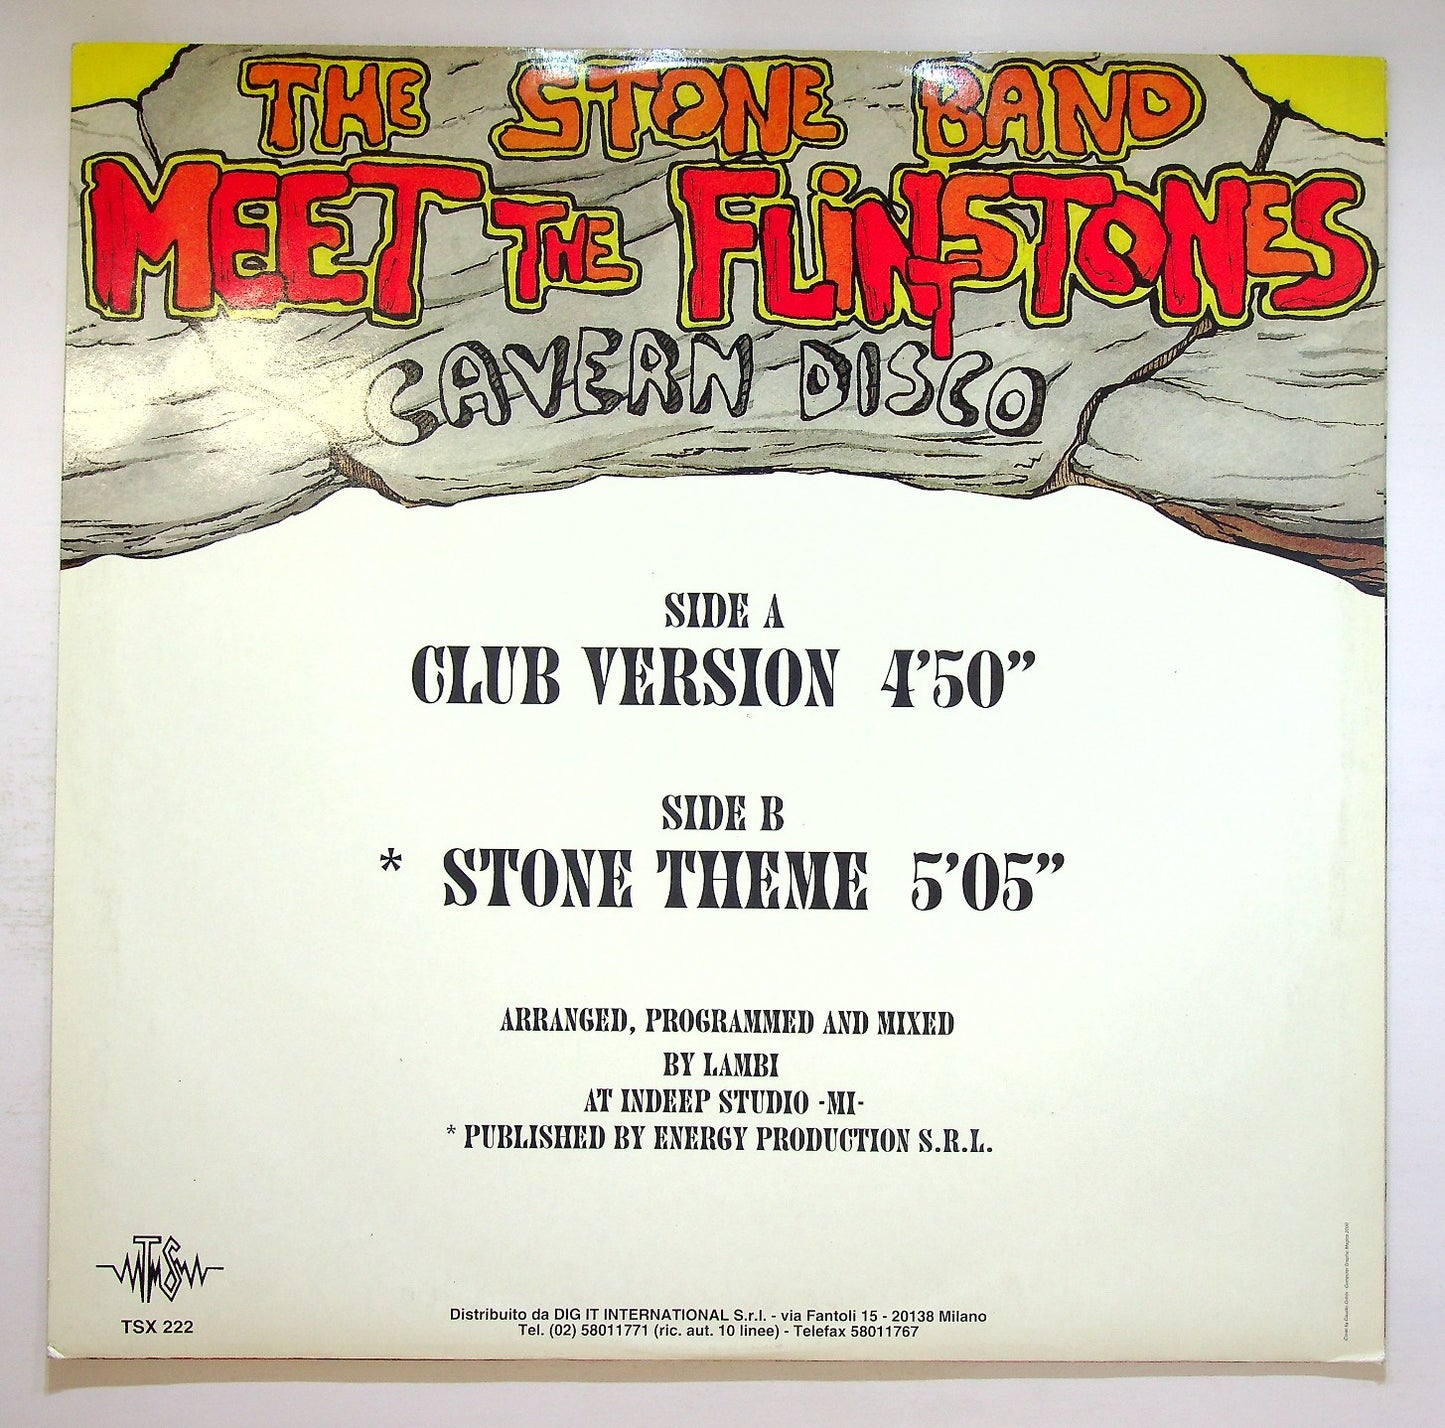 THE STONE BAND
MEET THE FLINTSTONES
CAVERN DISCO
SIDE A
CLUB VERSION 4'50”
SIDE B
* STONE THEME 5'05”
ARRANGED, PROGRAMMED AND MIXED
BY LAMBI
AT INDEEP STUDIO -MI-
* PUBLISHED BY ENERGY PRODUCTION S.R.L.
TSX 222
Distribuito da DIG IT INTERNATIONAL S.r.l. - via Fantoli 15 - 20138 Milano
Tel. (02) 58011771 (ric. aut. 10 linee) - Telefax 58011767